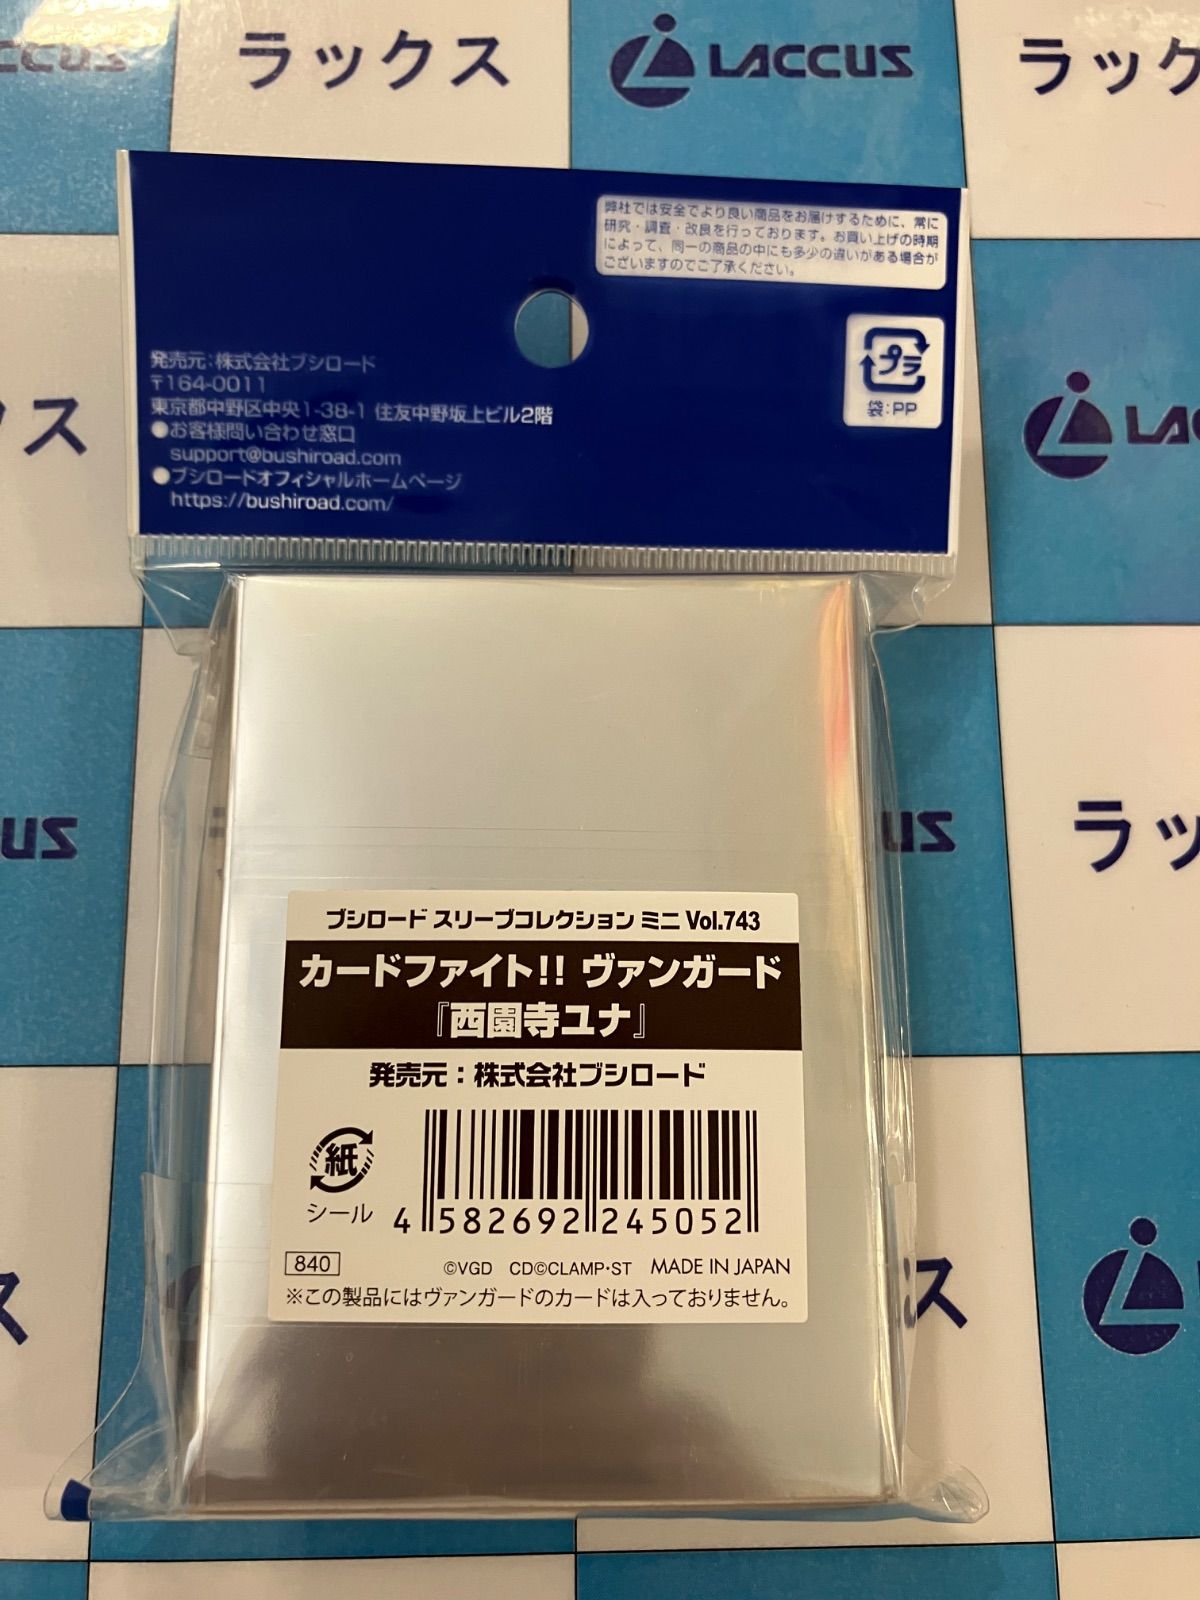 ラックス
LACCUS
弊社では安全でより良い商品をお届けするために、常に
研究・調査・改良を行っております。お買い上げの時期
によって、同一の商品の中にも多少の違いがある場合が
ございますのでご了承ください。
プラ
袋:PP
発売元:株式会社ブシロード
〒164-0011
東京都中野区中央1-38-1 住友中野坂上ビル2階
●お客様問い合わせ窓口
support@bushiroad.com
●ブシロードオフィシャルホームページ
https://bushiroad.com/
ブシロード スリーブコレクション ミニ Vol.743
カードファイト!! ヴァンガード
『西園寺ユナ』
発売元：株式会社ブシロード
紙
シール
4 582692 245052
840
©VGD CD©CLAMP・ST MADE IN JAPAN
※この製品にはヴァンガードのカードは入っておりません。